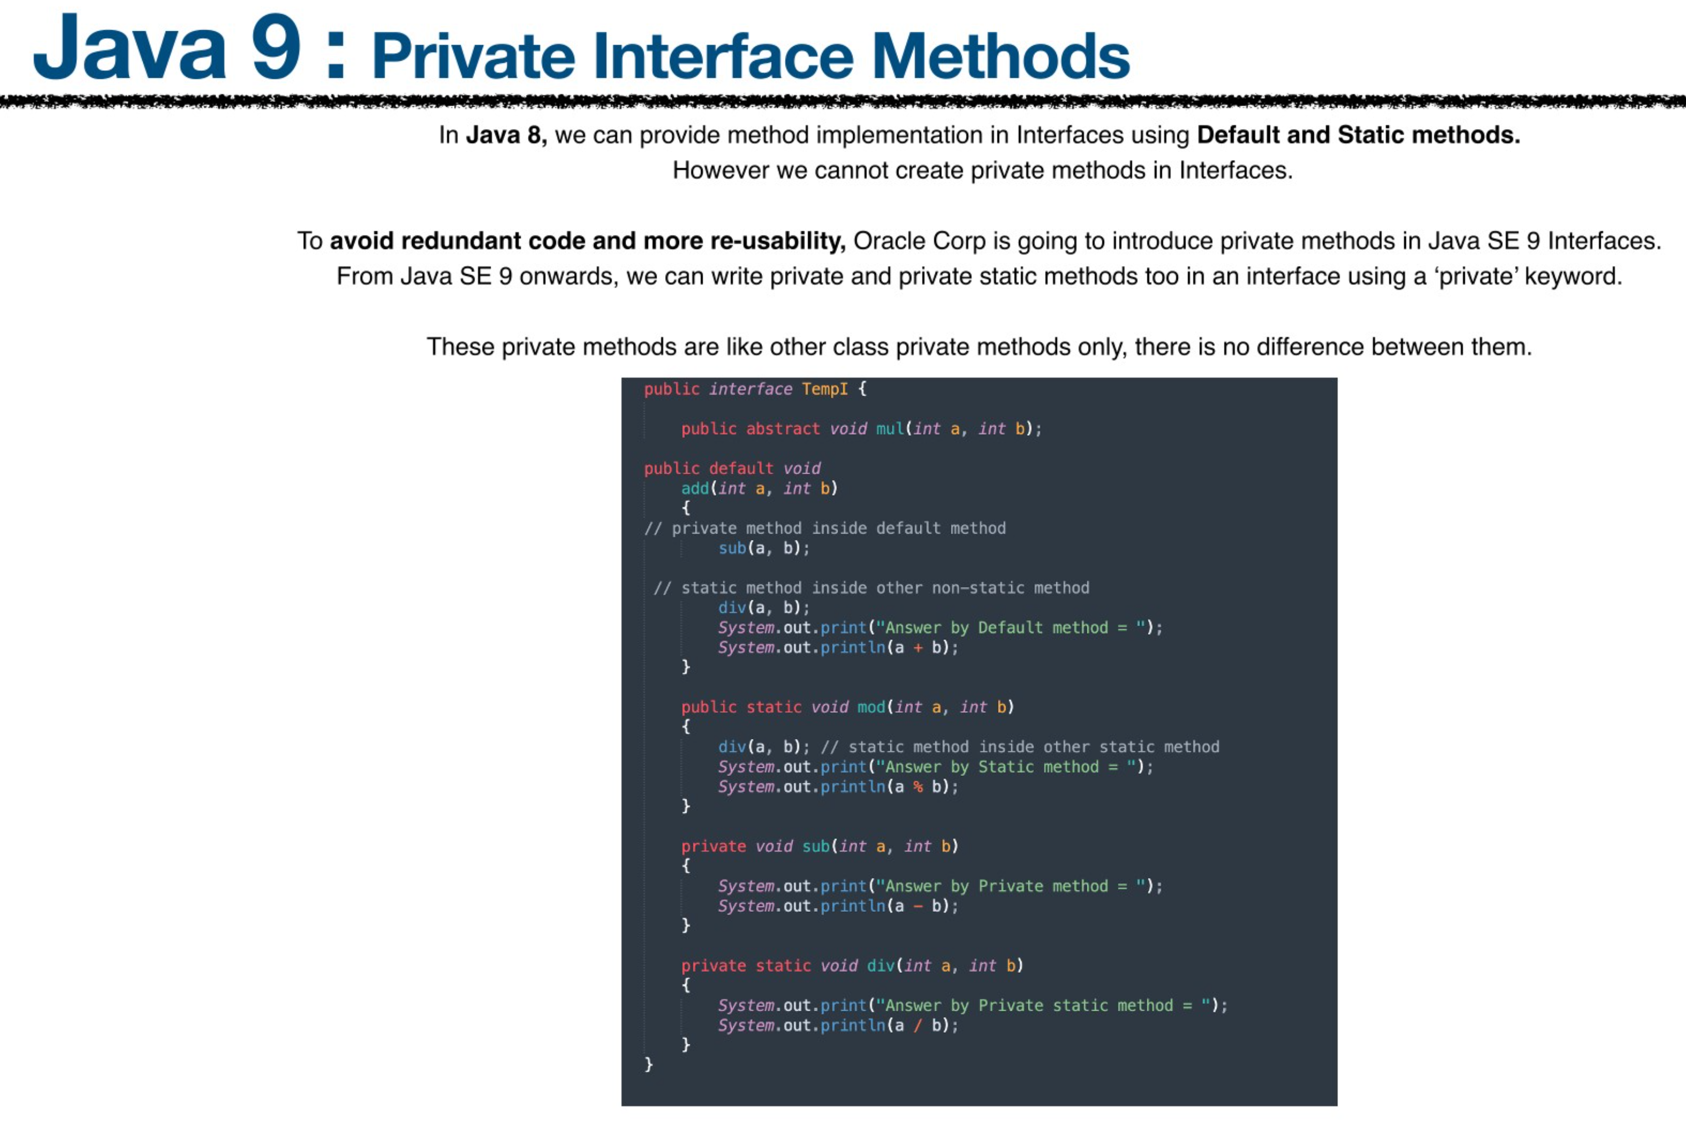 Java 9 : Private Interface Methods
In Java 8, we can provide method implementation in Interfaces using Default and Static methods.
However we cannot create private methods in Interfaces.
To avoid redundant code and more re-usability, Oracle Corp is going to introduce private methods in Java SE 9 Interfaces.
From Java SE 9 onwards, we can write private and private static methods too in an interface using a ‘private’ keyword.
These private methods are like other class private methods only, there is no difference between them.
public interface TempI {
public abstract void mul(int a, int b);
public default void
add(int a, int b)
{
// private method inside default method
sub(a, b);
// static method inside other non-static method
div(a, b);
System.out.print("Answer by Default method = ");
System.out.println(a + b);
}
public static void mod(int a, int b)
{
div(a, b); // static method inside other static method
System.out.print("Answer by Static method = ");
System.out.println(a % b);
}
private void sub(int a, int b)
{
System.out.print("Answer by Private method = ");
System.out.println(a - b);
}
private static void div(int a, int b)
{
System.out.print("Answer by Private static method = ");
System.out.println(a / b);
}
}